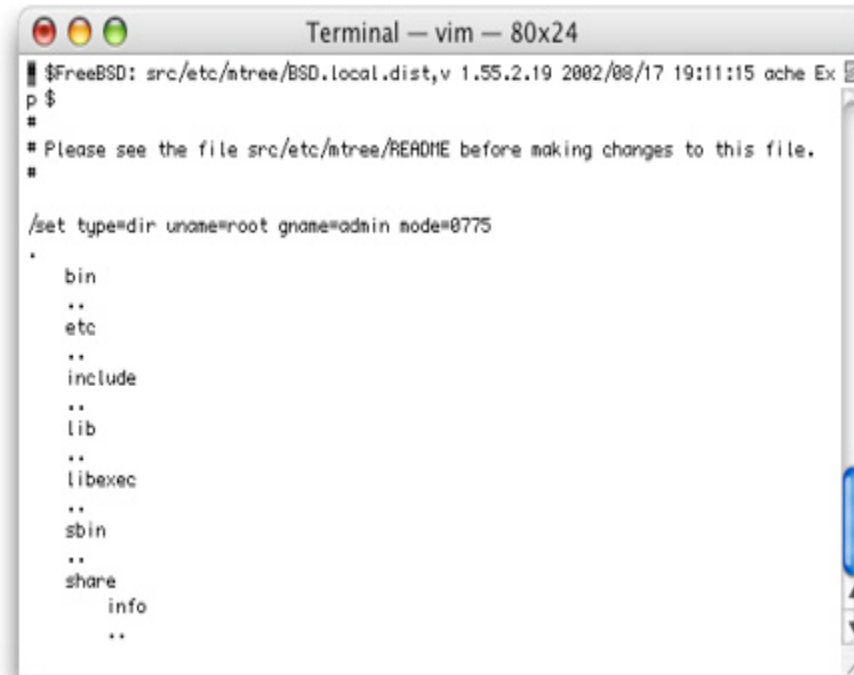 Terminal — vim — 80x24
$FreeBSD: src/etc/mtree/BSD.local.dist,v 1.55.2.19 2002/08/17 19:11:15 ache Ex
p $
#
# Please see the file src/etc/mtree/README before making changes to this file.
#
/set type=dir uname=root gname=admin mode=0775
.
bin
..
etc
..
include
..
lib
..
libexec
..
sbin
..
share
info
..